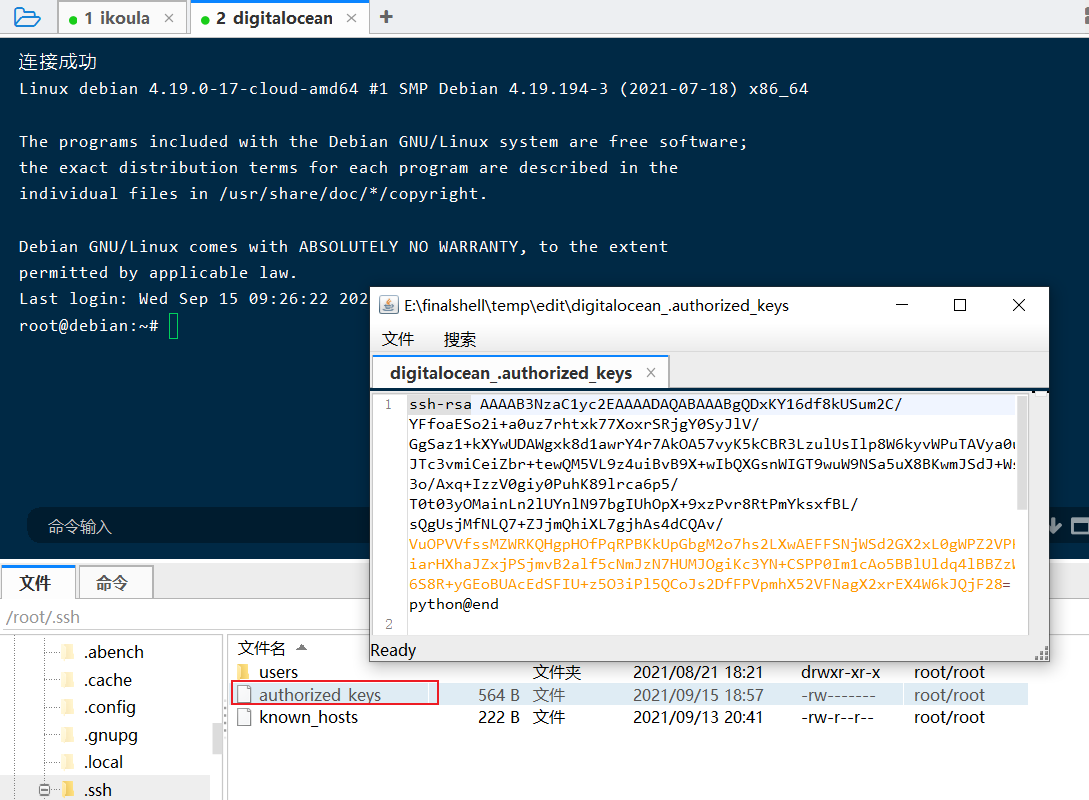 1 ikoula
2 digitalocean
连接成功
Linux debian 4.19.0-17-cloud-amd64 #1 SMP Debian 4.19.194-3 (2021-07-18) x86_64
The programs included with the Debian GNU/Linux system are free software;
the exact distribution terms for each program are described in the
individual files in /usr/share/doc/*/copyright.
Debian GNU/Linux comes with ABSOLUTELY NO WARRANTY, to the extent
permitted by applicable law.
Last login: Wed Sep 15 09:26:22 202
root@debian:~#
命令输入
E:\finalshell\temp\edit\digitalocean_.authorized_keys
文件 搜索
digitalocean_.authorized_keys
1 ssh-rsa AAAAB3NzaC1yc2EAAAADAQABAAABgQDxKY16df8kUSum2C/
YFfoaESo2i+a0uz7rhtxk77XoxrSRjgY0SyJlV/
GgSaz1+kXYwUDAWgxk8d1awrY4r7AkOA57vyK5kCBR3LzulUsIlp8W6kyvWPuTAVya0u
JTc3vmiCeiZbr+tewQM5VL9z4uiBvB9X+wIbQXGsnWIGT9wuW9NSa5uX8BKwmJSdJ+Ws
3o/Axq+IzzV0giy0PuhK89lrca6p5/
T0t03yOMainLn2lUYnlN97bgIUhOpX+9xzPvr8RtPmYksxfBL/
sQgUsjMfNLQ7+ZJjmQhiXL7gjhAs4dCQAv/
VuOPVVfssMZWRKQHgpHOfPqRPBKkUpGbgM2o7hs2LXwAEFFSNjWSd2GX2xL0gWPZ2VPH
iarHXhaJZxjPSjmvB2alf5cNmJzN7HUMJOgiKc3YN+CSPP0Im1cAo5BBlUldq4lBBZzW
6S8R+yGEoBUAcEdSFIU+z5O3iPl5QCoJs2DfFPVpmhX52VFNagX2xrEX4W6kJQjF28=
python@end
2
Ready
文件 命令
/root/.ssh
.abench
.cache
.config
.gnupg
.local
.ssh
文件名
users 文件夹 2021/08/21 18:21 drwxr-xr-x root/root
authorized_keys 564 B 文件 2021/09/15 18:57 -rw------- root/root
known_hosts 222 B 文件 2021/09/13 20:41 -rw-r--r-- root/root